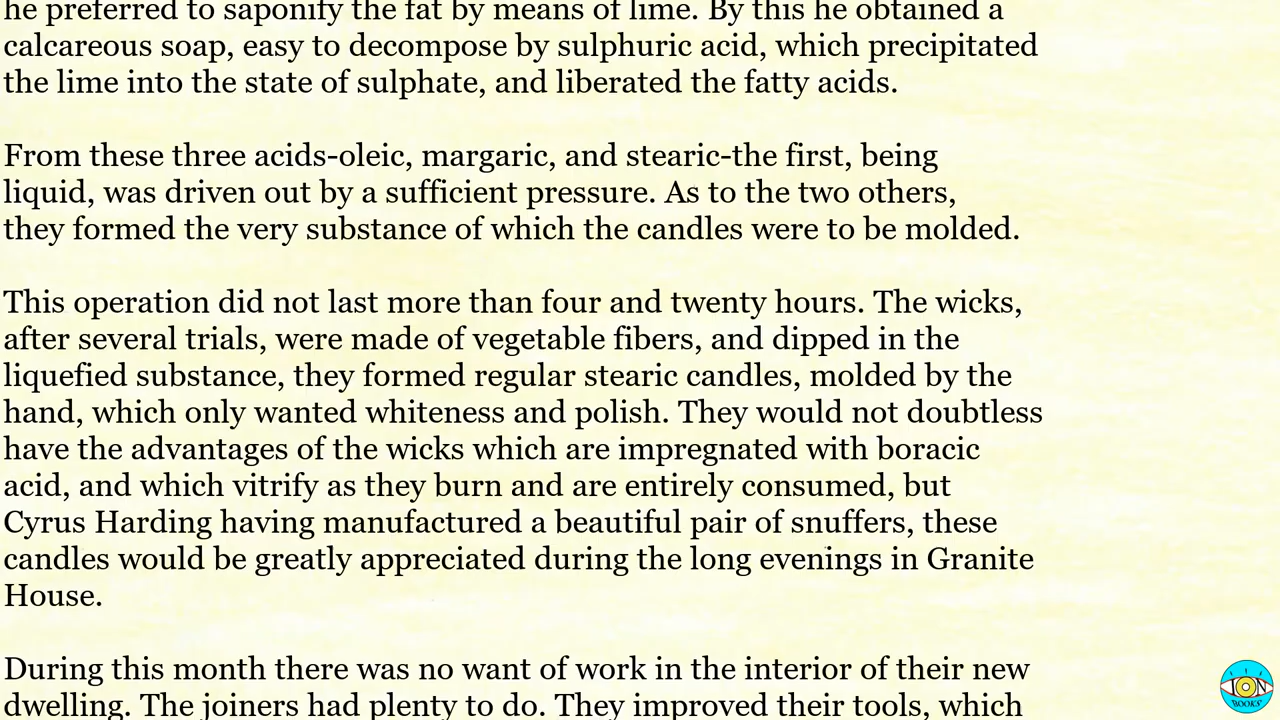 he preferred to saponify the fat by means of lime. By this he obtained a
calcareous soap, easy to decompose by sulphuric acid, which precipitated
the lime into the state of sulphate, and liberated the fatty acids.
From these three acids-oleic, margaric, and stearic-the first, being
liquid, was driven out by a sufficient pressure. As to the two others,
they formed the very substance of which the candles were to be molded.
This operation did not last more than four and twenty hours. The wicks,
after several trials, were made of vegetable fibers, and dipped in the
liquefied substance, they formed regular stearic candles, molded by the
hand, which only wanted whiteness and polish. They would not doubtless
have the advantages of the wicks which are impregnated with boracic
acid, and which vitrify as they burn and are entirely consumed, but
Cyrus Harding having manufactured a beautiful pair of snuffers, these
candles would be greatly appreciated during the long evenings in Granite
House.
During this month there was no want of work in the interior of their new
dwelling. The joiners had plenty to do. They improved their tools, which
ION
BOOKS